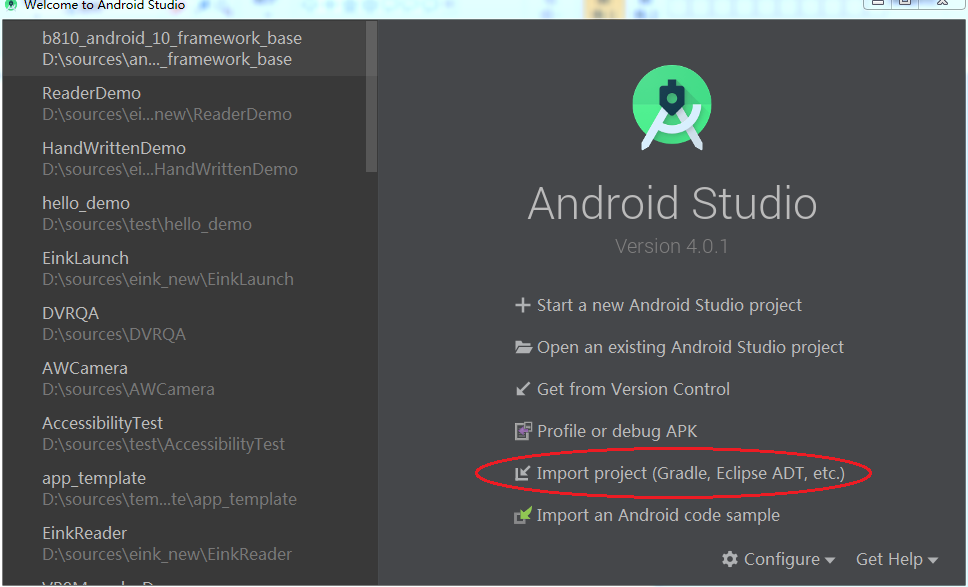 Welcome to Android Studio
b810_android_10_framework_base
D:\sources\an..._framework_base
ReaderDemo
D:\sources\ei...new\ReaderDemo
HandWrittenDemo
D:\sources\ei...HandWrittenDemo
hello_demo
D:\sources\test\hello_demo
EinkLaunch
D:\sources\eink_new\EinkLaunch
DVRQA
D:\sources\DVRQA
AWCamera
D:\sources\AWCamera
AccessibilityTest
D:\sources\test\AccessibilityTest
app_template
D:\sources\tem...te\app_template
EinkReader
D:\sources\eink_new\EinkReader
Android Studio
Version 4.0.1
Start a new Android Studio project
Open an existing Android Studio project
Get from Version Control
Profile or debug APK
Import project (Gradle, Eclipse ADT, etc.)
Import an Android code sample
Configure
Get Help